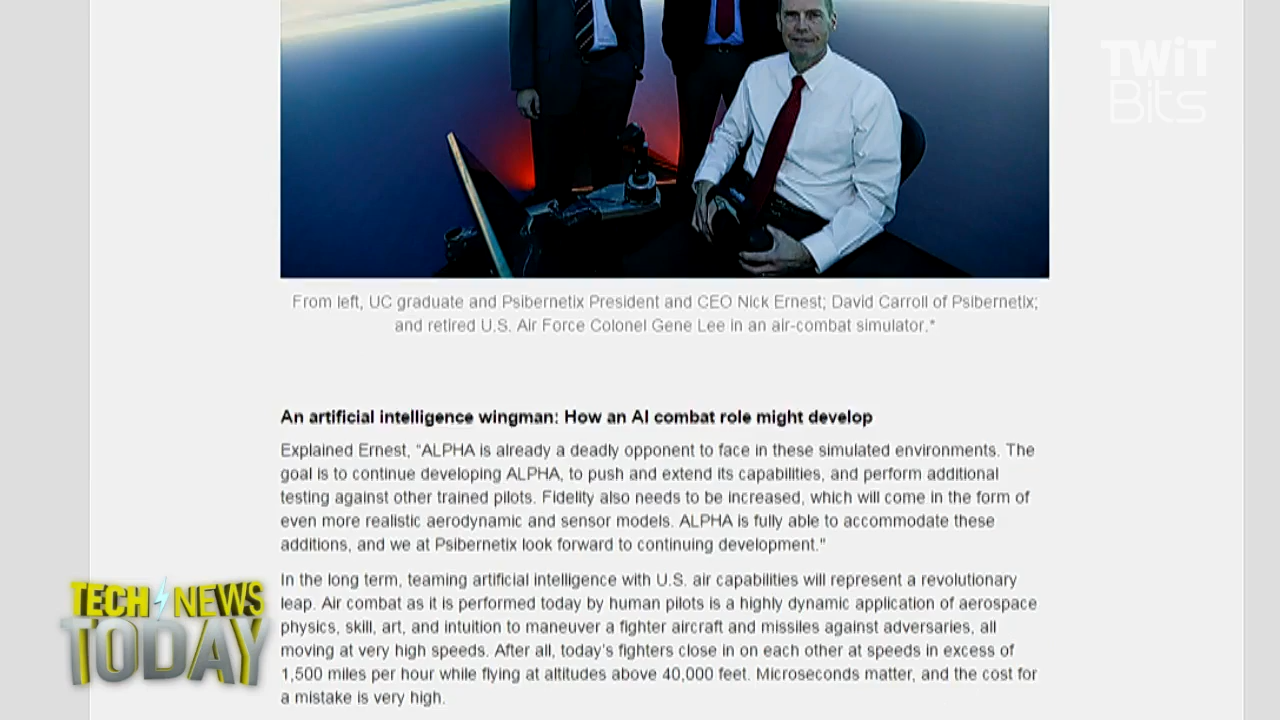 TWiT
Bits
From left, UC graduate and Psibernetix President and CEO Nick Ernest; David Carroll of Psibernetix;
and retired U.S. Air Force Colonel Gene Lee in an air-combat simulator.*
An artificial intelligence wingman: How an AI combat role might develop
Explained Ernest, "ALPHA is already a deadly opponent to face in these simulated environments. The
goal is to continue developing ALPHA, to push and extend its capabilities, and perform additional
testing against other trained pilots. Fidelity also needs to be increased, which will come in the form of
even more realistic aerodynamic and sensor models. ALPHA is fully able to accommodate these
additions, and we at Psibernetix look forward to continuing development."
In the long term, teaming artificial intelligence with U.S. air capabilities will represent a revolutionary
leap. Air combat as it is performed today by human pilots is a highly dynamic application of aerospace
physics, skill, art, and intuition to maneuver a fighter aircraft and missiles against adversaries, all
moving at very high speeds. After all, today's fighters close in on each other at speeds in excess of
1,500 miles per hour while flying at altitudes above 40,000 feet. Microseconds matter, and the cost for
a mistake is very high.
TECH NEWS
TODAY